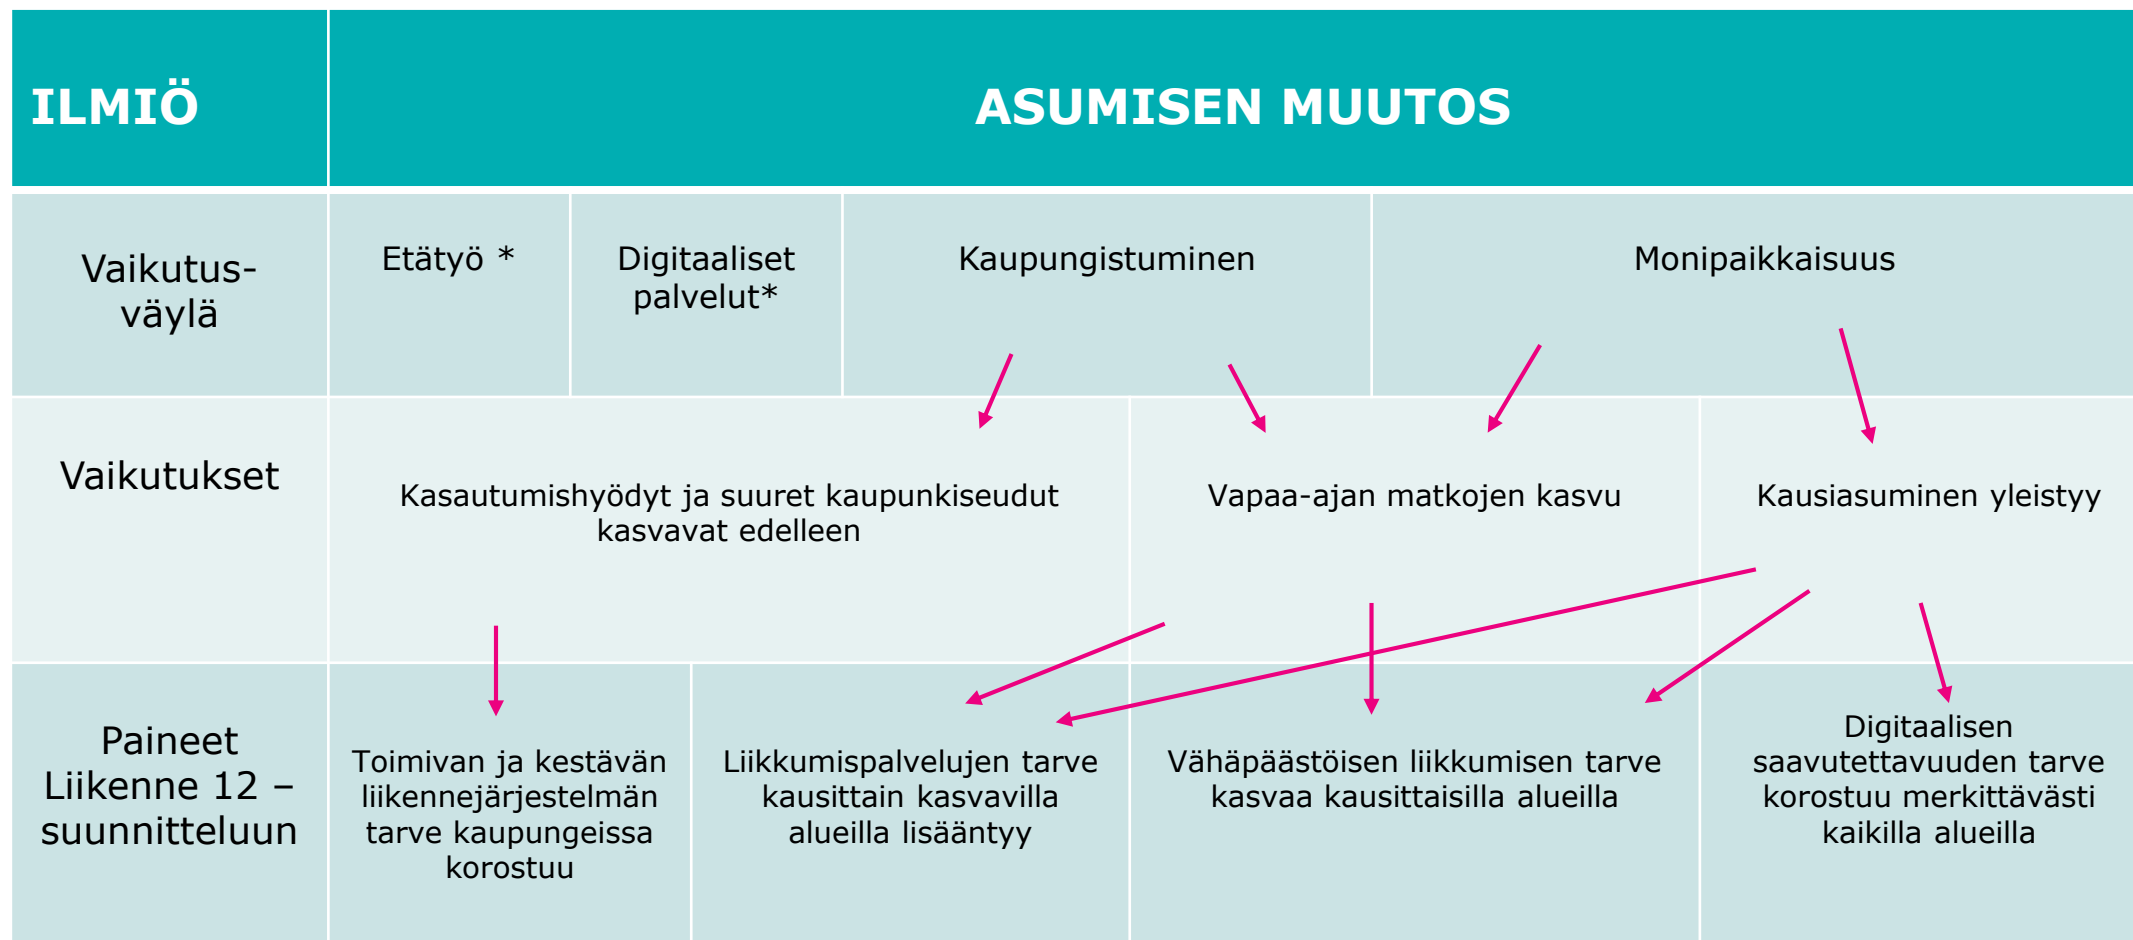 ILMIÖ
ASUMISEN MUUTOS
Vaikutus-
väylä
Etätyö *
Digitaaliset
palvelut*
Kaupungistuminen
Monipaikkaisuus
Vaikutukset
Kasautumishyödyt ja suuret kaupunkiseudut
kasvavat edelleen
Vapaa-ajan matkojen kasvu
Kausiasuminen yleistyy
Paineet
Liikenne 12 –
suunnitteluun
Toimivan ja kestävän
liikennejärjestelmän
tarve kaupungeissa
korostuu
Liikkumispalvelujen tarve
kausittain kasvavilla
alueilla lisääntyy
Vähäpäästöisen liikkumisen tarve
kasvaa kausittaisilla alueilla
Digitaalisen
saavutettavuuden tarve
korostuu merkittävästi
kaikilla alueilla